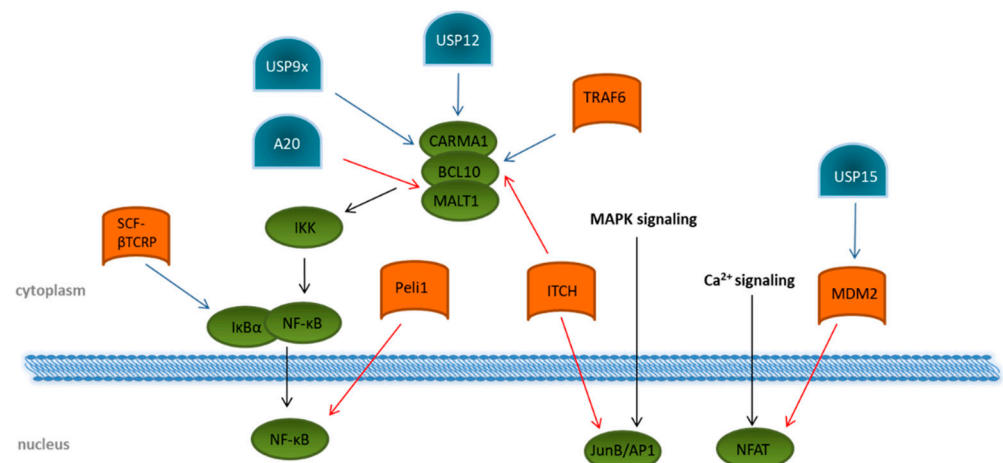 USP12
USP9x
TRAF6
A20
CARMA1
BCL10
MALT1
USP15
SCF-
βTCRP
IKK
MAPK signaling
Ca²⁺ signaling
cytoplasm
Peli1
ITCH
MDM2
IκBα
NF-κB
nucleus
NF-κB
JunB/AP1
NFAT